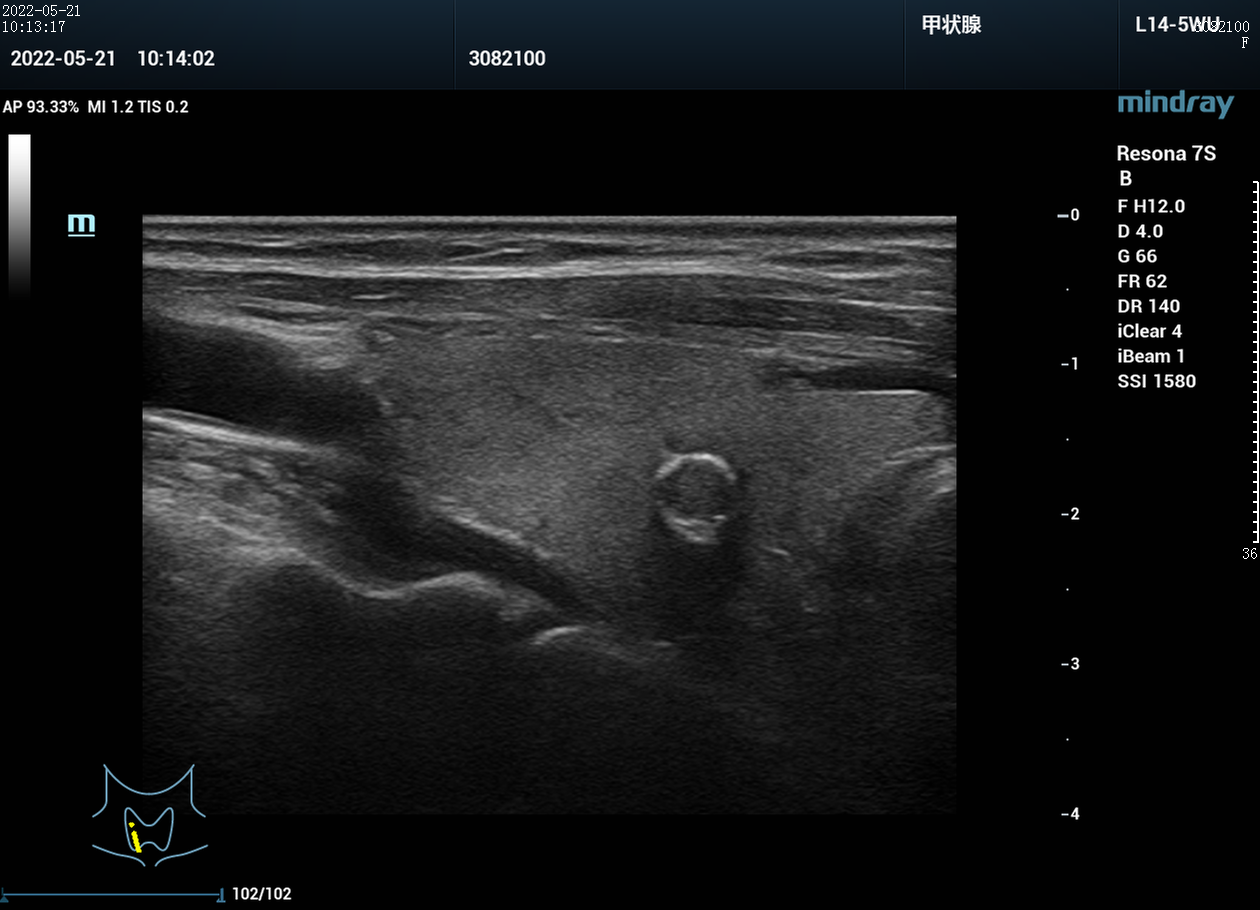 2022-05-21
10:13:17
甲状腺
L14-5WU
3082100
F
2022-05-21 10:14:02
3082100
AP 93.33% MI 1.2 TIS 0.2
mindray
Resona 7S
B
F H12.0
D 4.0
G 66
FR 62
DR 140
iClear 4
iBeam 1
SSI 1580
m
0
-1
-2
-3
-4
36
102/102